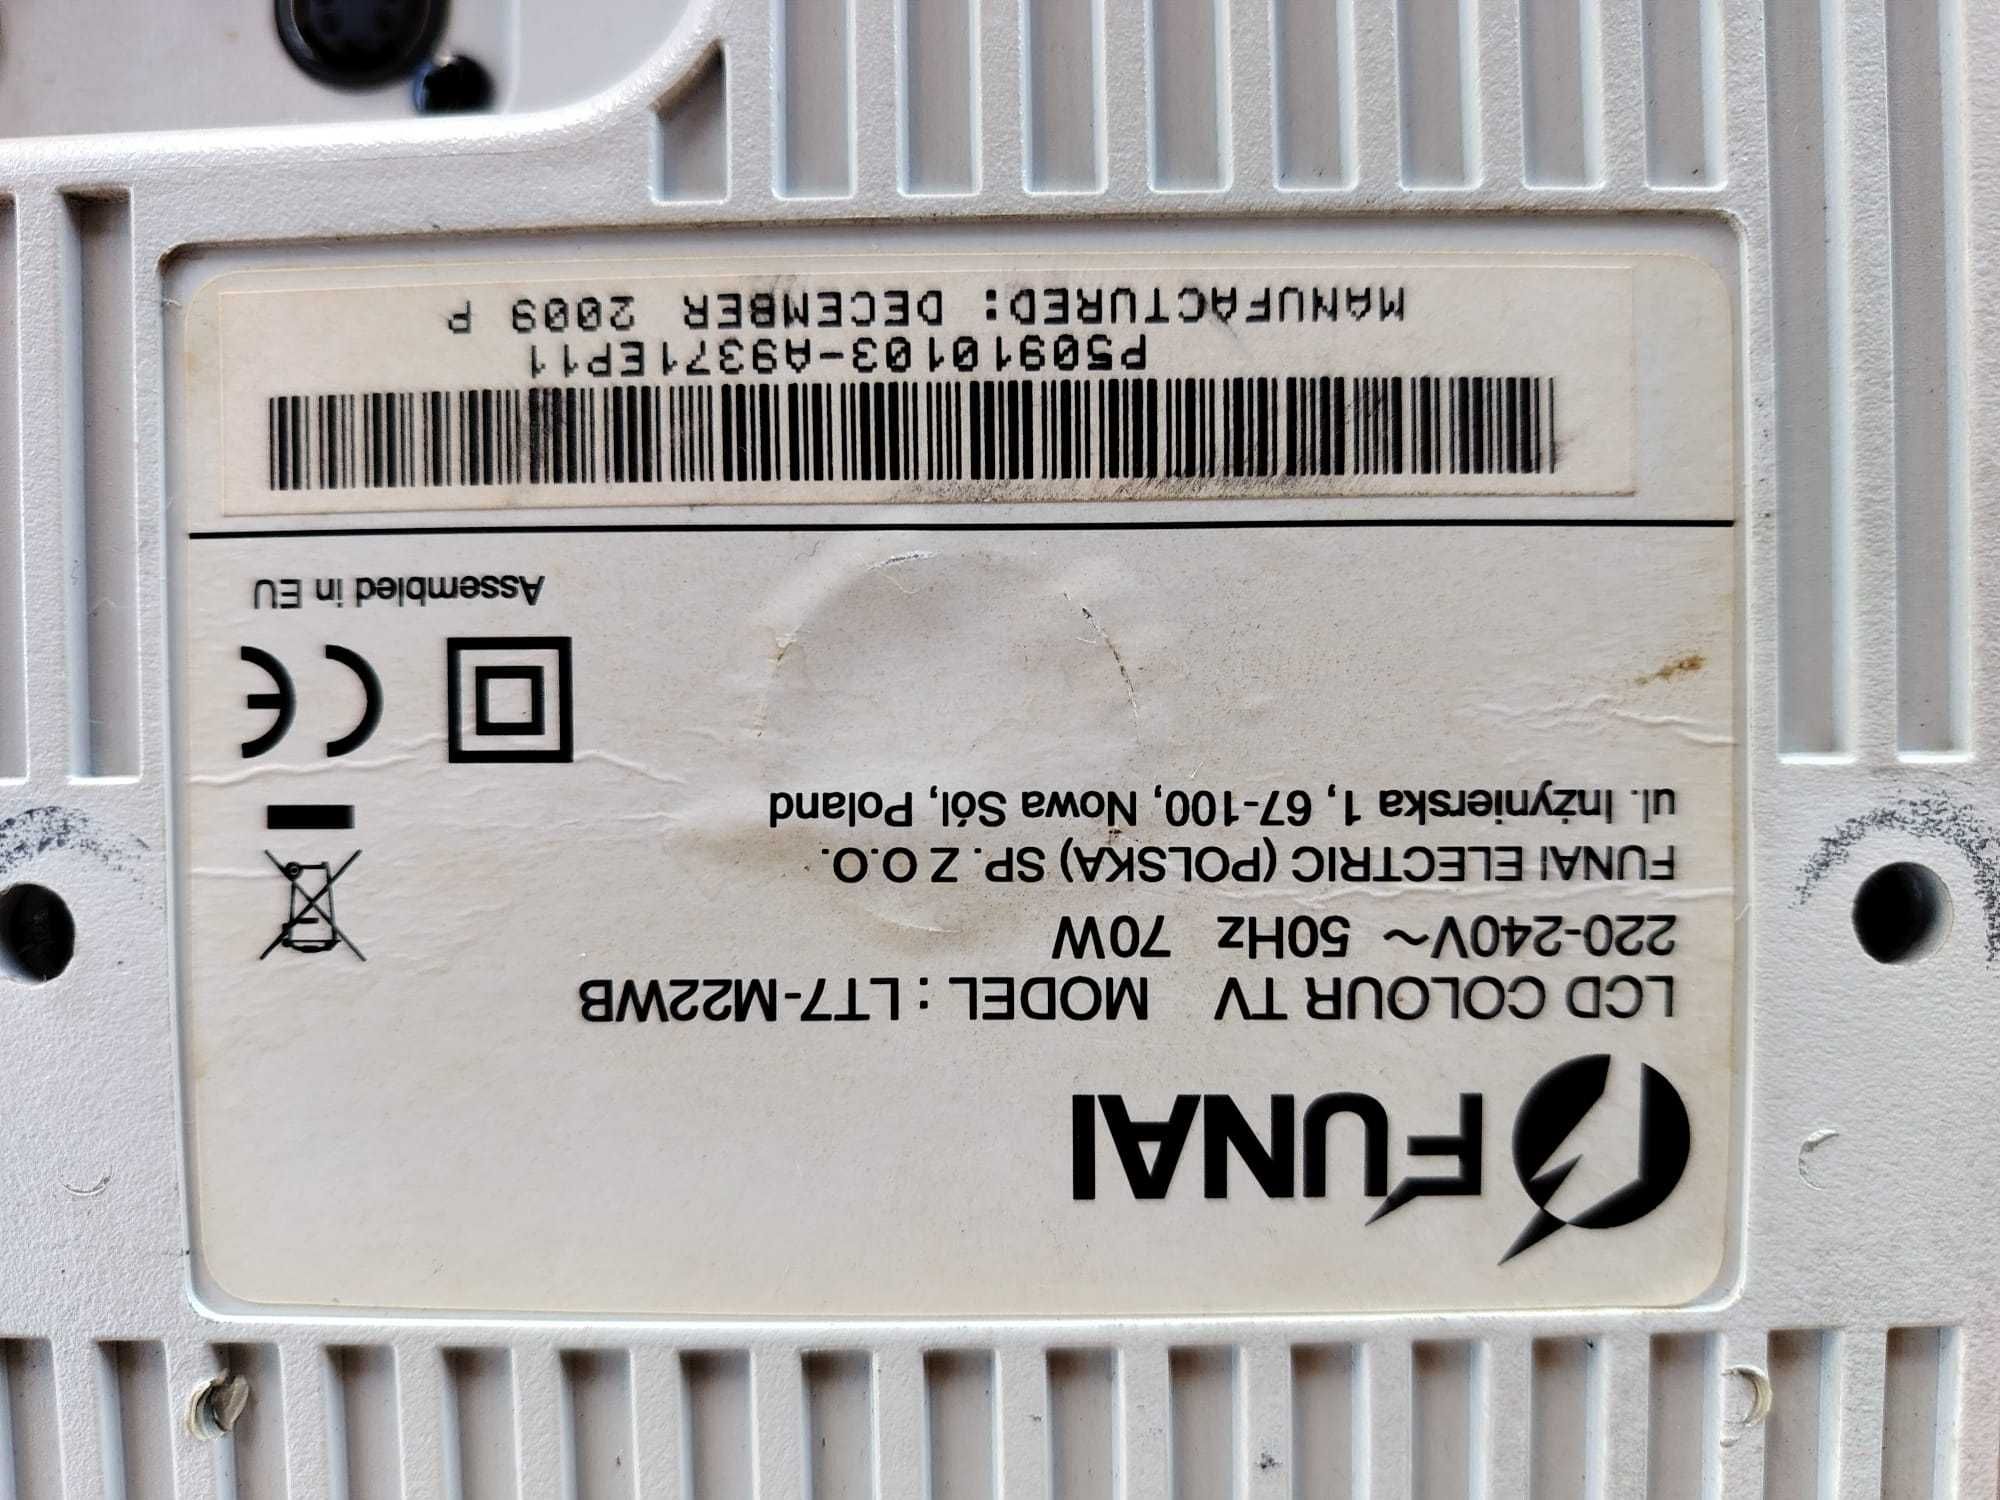 FUNAI
LCD COLOUR TV MODEL : LT7-M22WB
220-240V~ 50Hz 70W
FUNAI ELECTRIC (POLSKA) SP. Z O.O.
ul. Inżynierska 1, 67-100, Nowa Sól, Poland
CE
Assembled in EU
P50910103-A9371EP11
MANUFACTURED: DECEMBER 2009 P